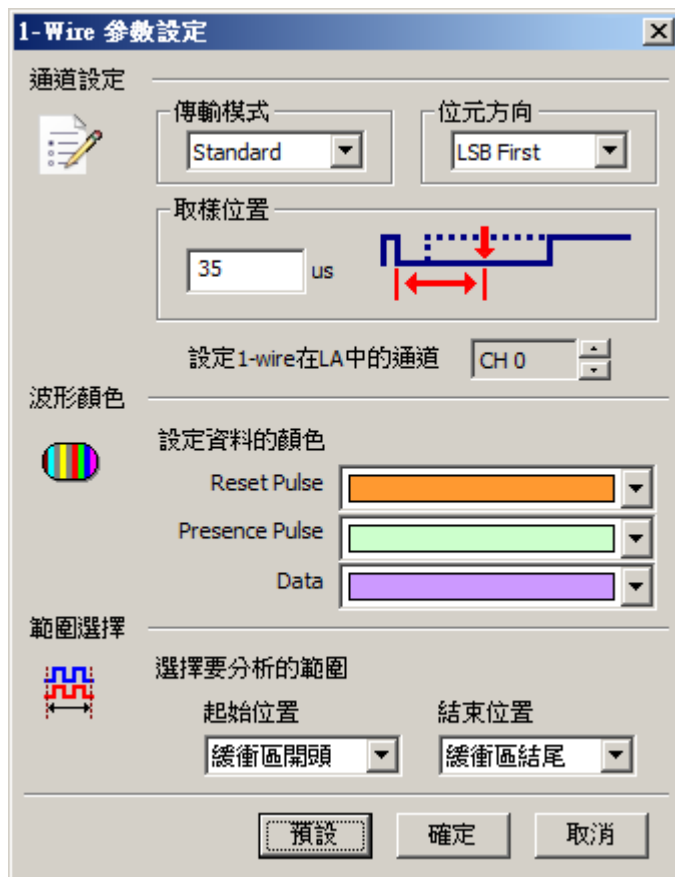 1-Wire 參數設定
通道設定
傳輸模式
位元方向
Standard
LSB First
取樣位置
35 us
設定1-wire在LA中的通道 CH 0
波形顏色
設定資料的顏色
Reset Pulse
Presence Pulse
Data
範圍選擇
選擇要分析的範圍
起始位置
結束位置
緩衝區開頭
緩衝區結尾
預設
確定
取消